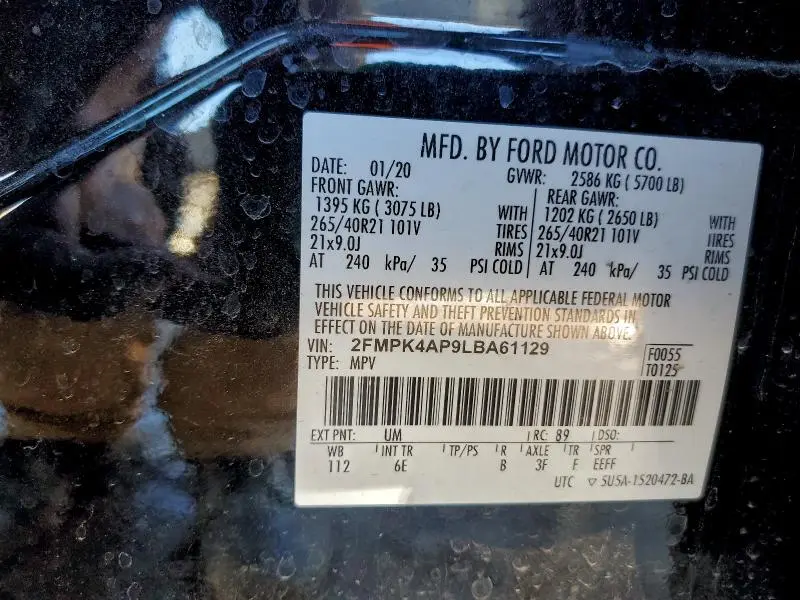 MFD. BY FORD MOTOR CO.
DATE: 01/20 GVWR: 2586 KG ( 5700 LB)
FRONT GAWR: REAR GAWR:
1395 KG ( 3075 LB) WITH 1202 KG ( 2650 LB) WITH
265/40R21 101V TIRES 265/40R21 101V TIRES
21x9.0J RIMS 21x9.0J RIMS
AT 240 kPa/ 35 PSI COLD AT 240 kPa/ 35 PSI COLD
THIS VEHICLE CONFORMS TO ALL APPLICABLE FEDERAL MOTOR
VEHICLE SAFETY AND THEFT PREVENTION STANDARDS IN
EFFECT ON THE DATE OF MANUFACTURE SHOWN ABOVE.
VIN: 2FMPK4AP9LBA61129 F0055
TYPE: MPV T0125
EXT PNT: UM RC: 89 DSO:
WB INT TR TP/PS R AXLE TR SPR
112 6E B 3F F EEFF
UTC ▽ 5U5A-1520472-BA